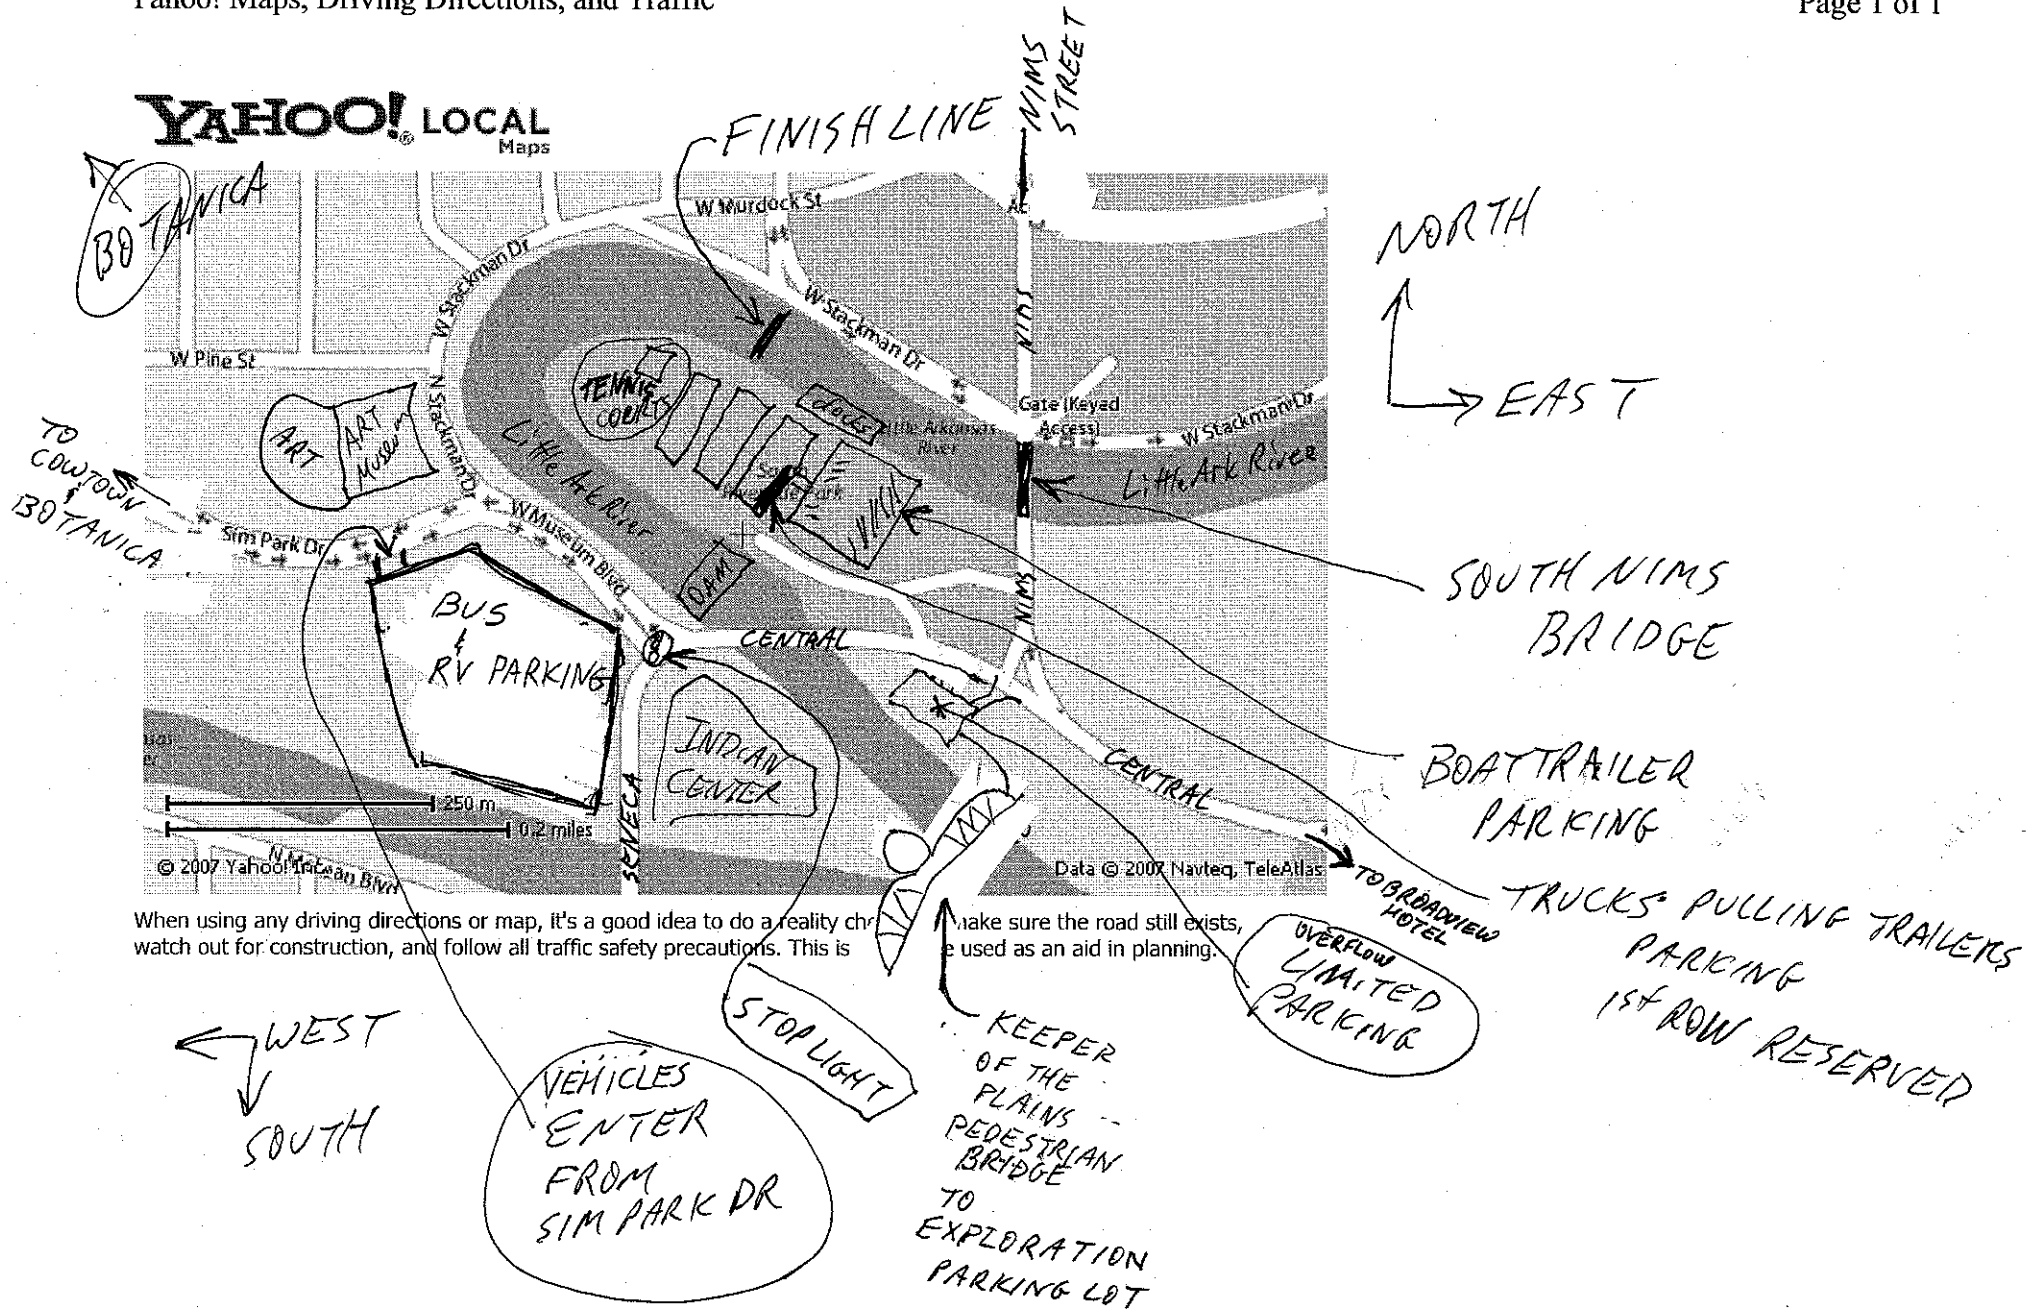 Yahoo! Maps, Driving Directions, and Traffic
Page 1 of 1
YAHOO! LOCAL
Maps
NIMS
STREET
FINISH LINE
BOTANICA
W Murdock St
NORTH
W Stackman Dr
W Stackman Dr
NIMS
W Pine St
EAST
TENNIS
COURTS
DOCKS
Gate (Keyed
Access)
W Stackman Dr
N Stackman Dr
ART
ART
MUSEUM
Little Ark River
Little Arkansas
River
Little Ark River
TO
COWTOWN
&
BOTANICA
Sim Park Dr
W Museum Blvd
DAM
NIMS
SOUTH NIMS
BRIDGE
BUS
&
RV PARKING
CENTRAL
INDIAN
CENTER
SENECA
CENTRAL
BOAT TRAILER
PARKING
250 m
0.2 miles
© 2007 Yahoo! Inc
N McLean Blvd
Data © 2007 Navteq, TeleAtlas
TO BROADVIEW
HOTEL
TRUCKS PULLING TRAILERS
PARKING
1st ROW RESERVED
When using any driving directions or map, it's a good idea to do a reality make sure the road still exists,
watch out for construction, and follow all traffic safety precautions. This is used as an aid in planning.
OVERFLOW
LIMITED
PARKING
STOP LIGHT
WEST
SOUTH
VEHICLES
ENTER
FROM
SIM PARK DR
KEEPER
OF THE
PLAINS
PEDESTRIAN
BRIDGE
TO
EXPLORATION
PARKING LOT